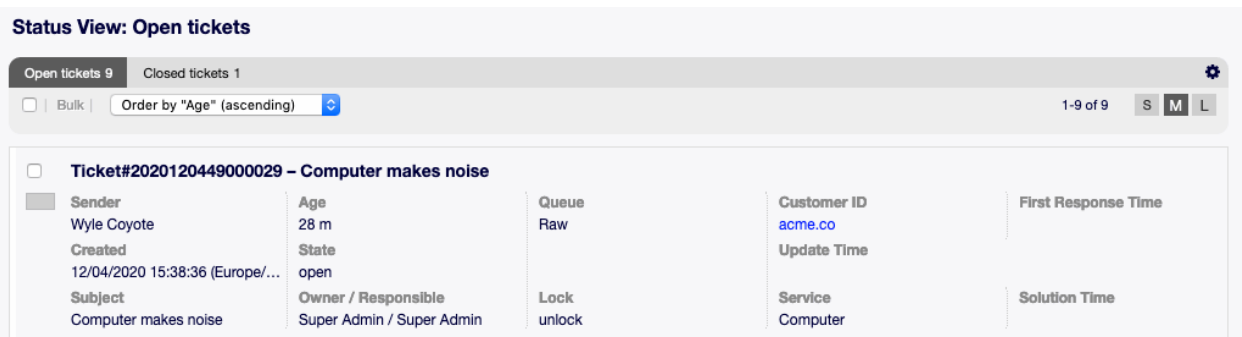 Status View: Open tickets
Open tickets 9 Closed tickets 1
| Bulk | Order by "Age" (ascending) 1-9 of 9 S M L
Ticket#2020120449000029 – Computer makes noise
Sender Age Queue Customer ID First Response Time
Wyle Coyote 28 m Raw acme.co
Created State Update Time
12/04/2020 15:38:36 (Europe/... open
Subject Owner / Responsible Lock Service Solution Time
Computer makes noise Super Admin / Super Admin unlock Computer